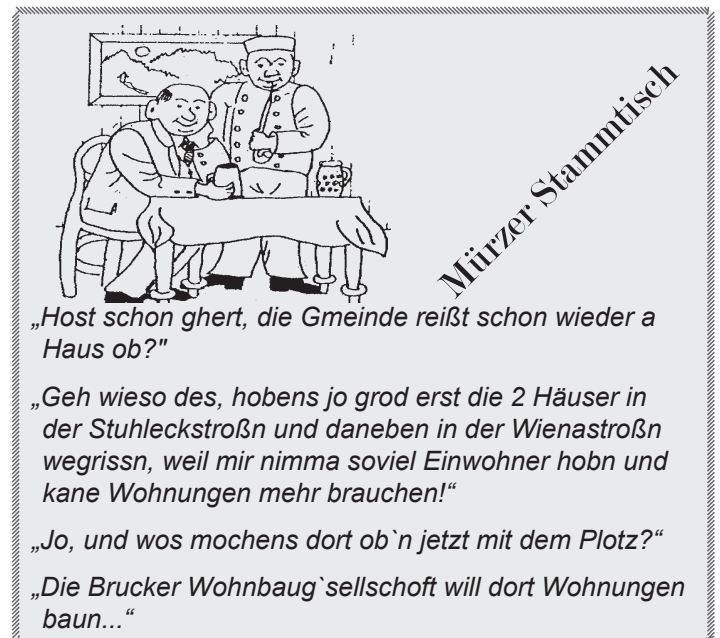 Mürzer Stammtisch
„Host schon ghert, die Gmeinde reißt schon wieder a
Haus ob?"
„Geh wieso des, hobens jo grod erst die 2 Häuser in
der Stuhleckstroßn und daneben in der Wienastroßn
wegrissn, weil mir nimma soviel Einwohner hobn und
kane Wohnungen mehr brauchen!“
„Jo, und wos mochens dort ob`n jetzt mit dem Plotz?“
„Die Brucker Wohnbaug`sellschoft will dort Wohnungen
baun...“